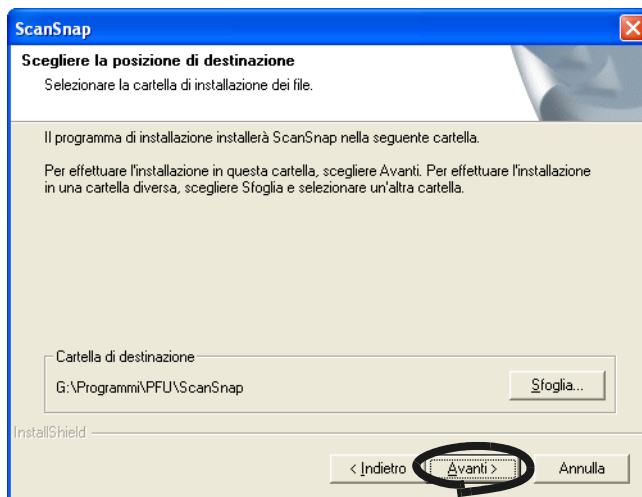 ScanSnap
Scegliere la posizione di destinazione
Selezionare la cartella di installazione dei file.
Il programma di installazione installerà ScanSnap nella seguente cartella.
Per effettuare l'installazione in questa cartella, scegliere Avanti. Per effettuare l'installazione
in una cartella diversa, scegliere Sfoglia e selezionare un'altra cartella.
Cartella di destinazione
G:\Programmi\PFU\ScanSnap
Sfoglia...
InstallShield
< Indietro
Avanti >
Annulla